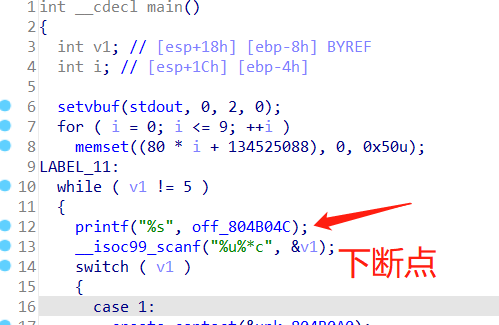 1 int __cdecl main()
2 {
3 int v1; // [esp+18h] [ebp-8h] BYREF
4 int i; // [esp+1Ch] [ebp-4h]
5
6 setvbuf(stdout, 0, 2, 0);
7 for ( i = 0; i <= 9; ++i )
8 memset((80 * i + 134525088), 0, 0x50u);
9 LABEL_11:
10 while ( v1 != 5 )
11 {
12 printf("%s", off_804B04C);
13 __isoc99_scanf("%u%*c", &v1);
14 switch ( v1 )
15 {
16 case 1:
17 create_contact(&unk_804B0A0);
下断点